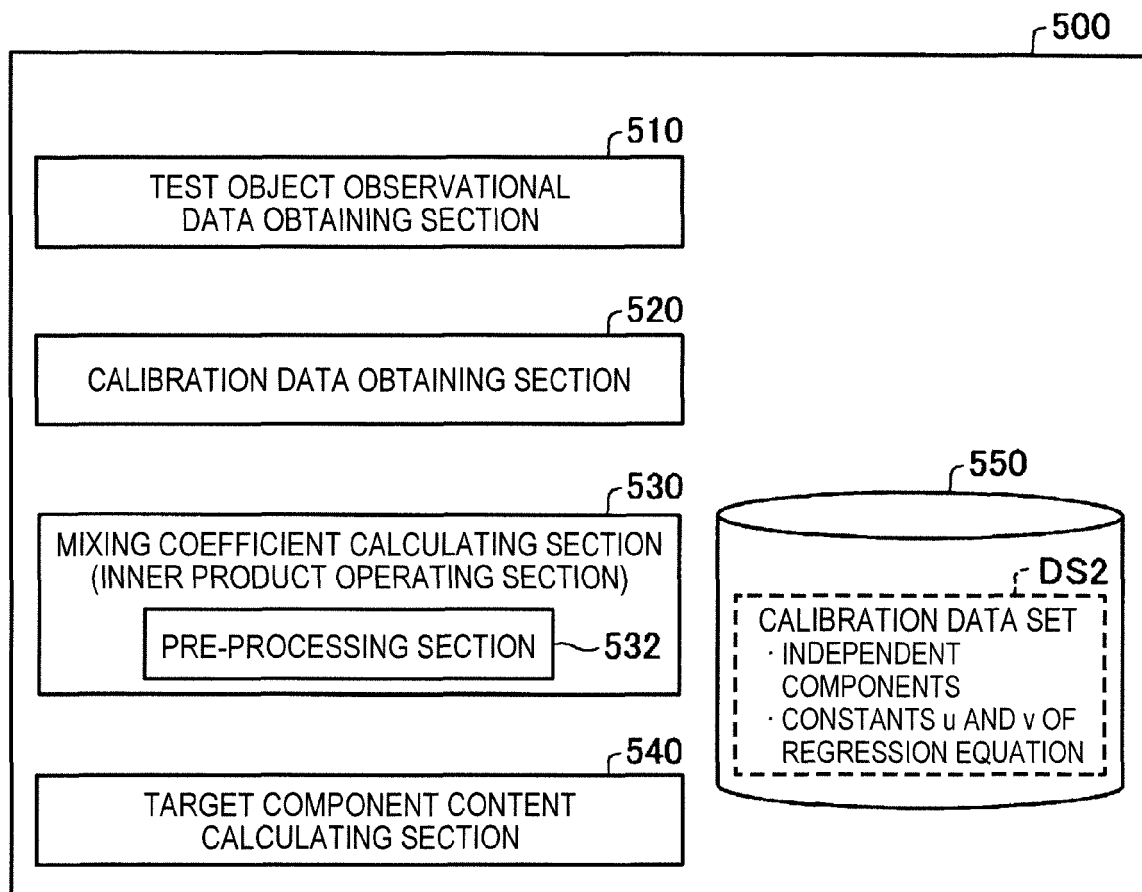 500
510
TEST OBJECT OBSERVATIONAL
DATA OBTAINING SECTION
520
CALIBRATION DATA OBTAINING SECTION
530
MIXING COEFFICIENT CALCULATING SECTION
(INNER PRODUCT OPERATING SECTION)
PRE-PROCESSING SECTION
532
540
TARGET COMPONENT CONTENT
CALCULATING SECTION
550
DS2
CALIBRATION DATA SET
· INDEPENDENT
COMPONENTS
· CONSTANTS u AND v OF
REGRESSION EQUATION